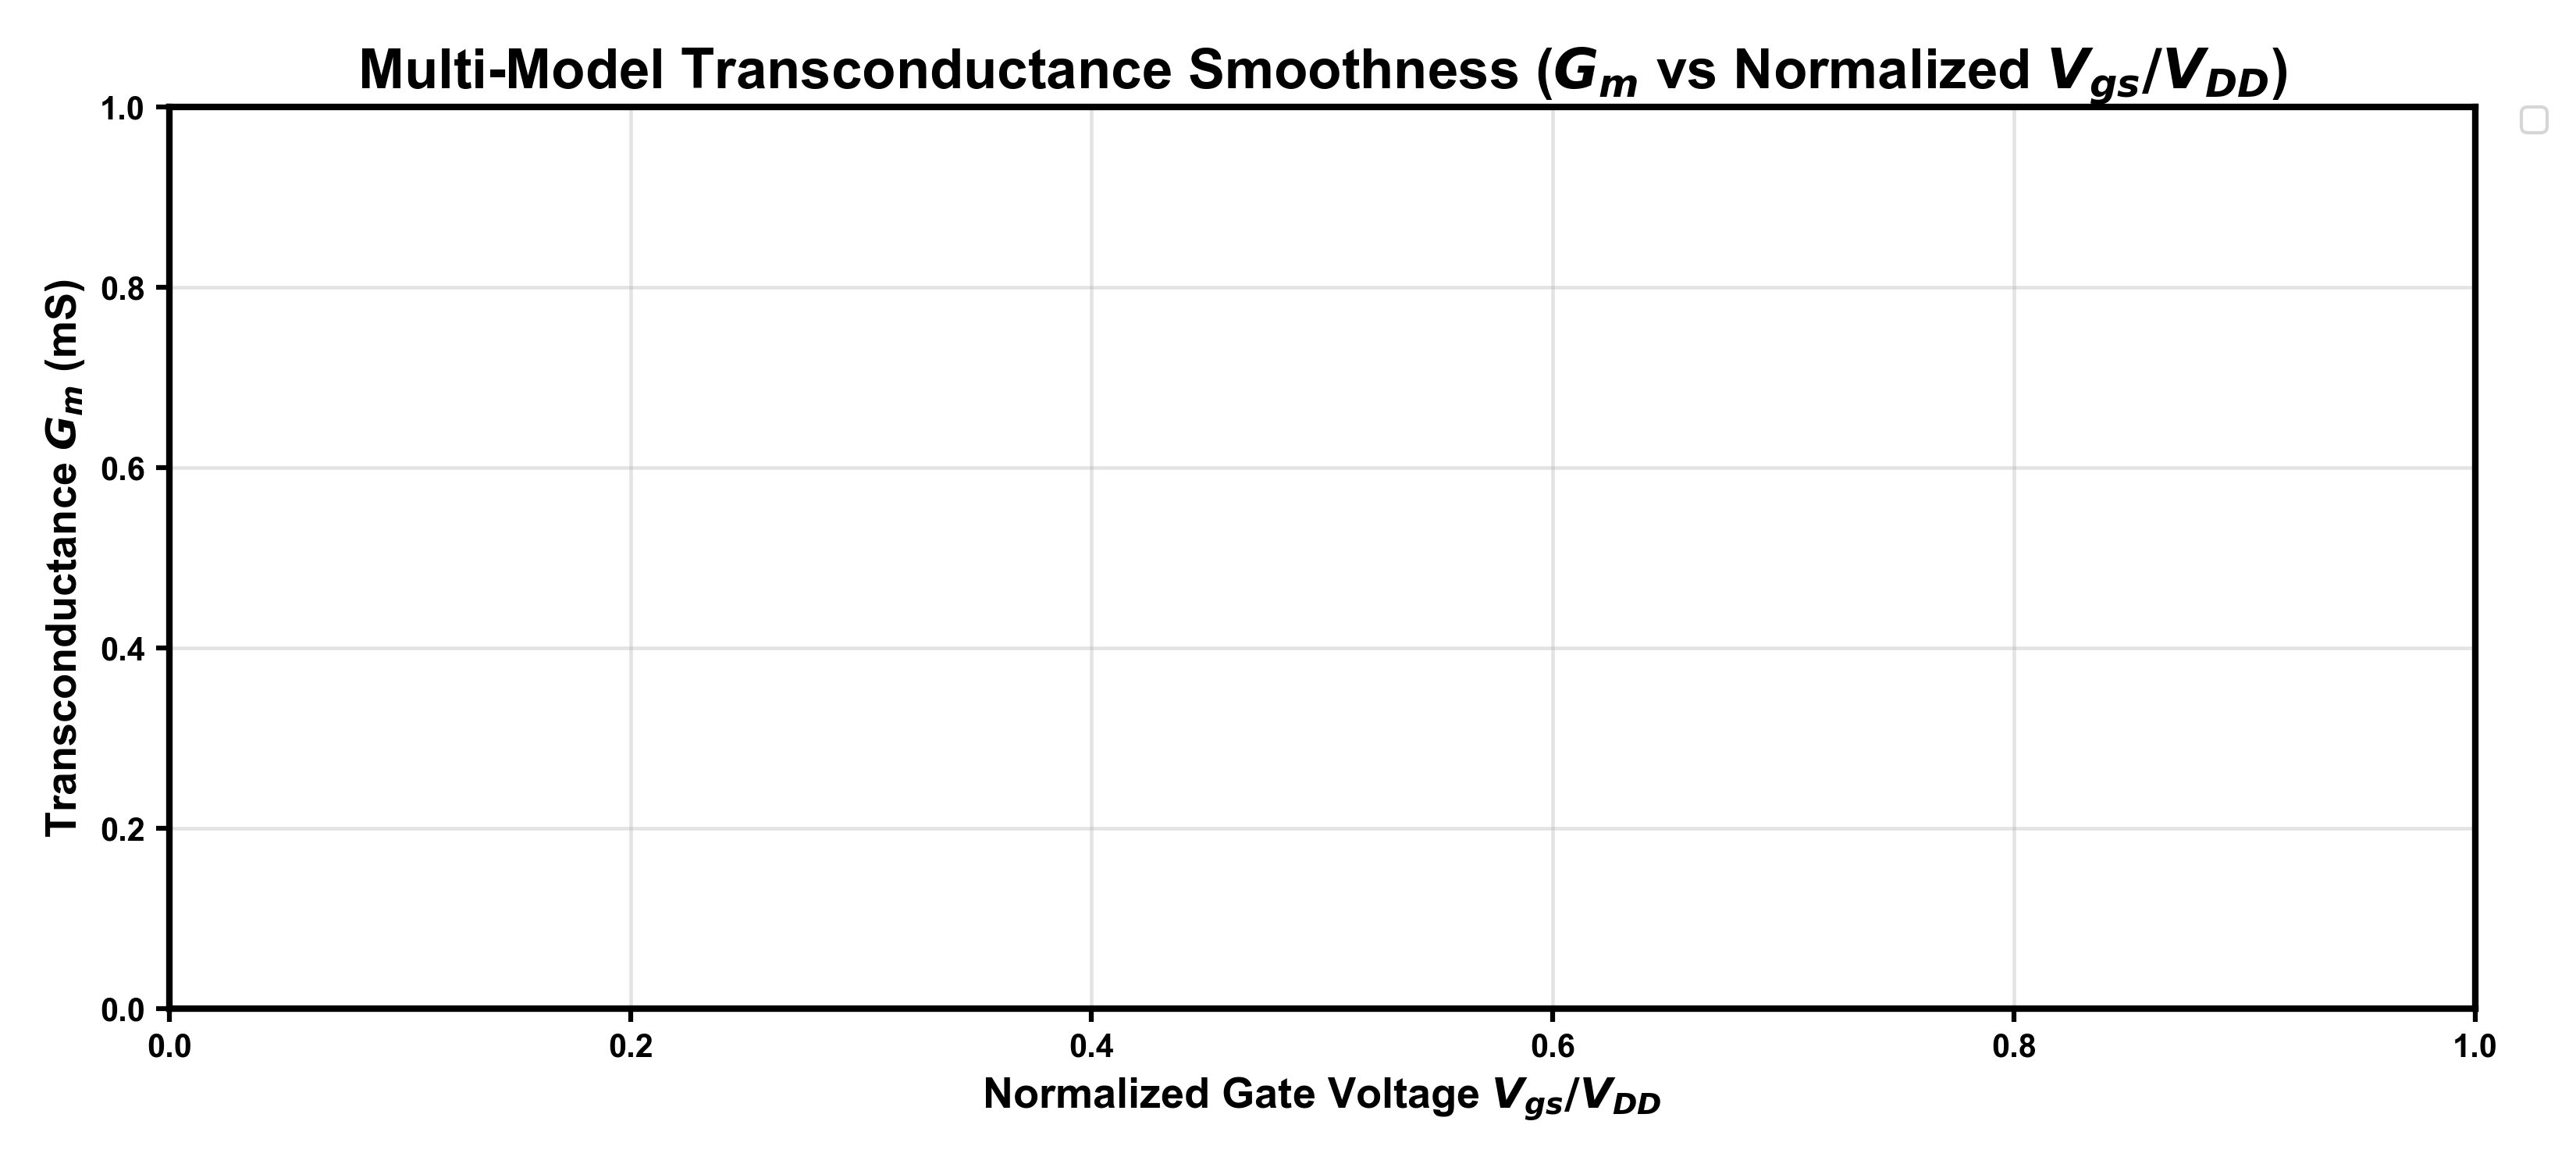 Multi-Model Transconductance Smoothness (Gm vs Normalized Vgs/VDD)
1.0
0.8
0.6
0.4
0.2
0.0
Transconductance Gm (mS)
0.0 0.2 0.4 0.6 0.8 1.0
Normalized Gate Voltage Vgs/VDD